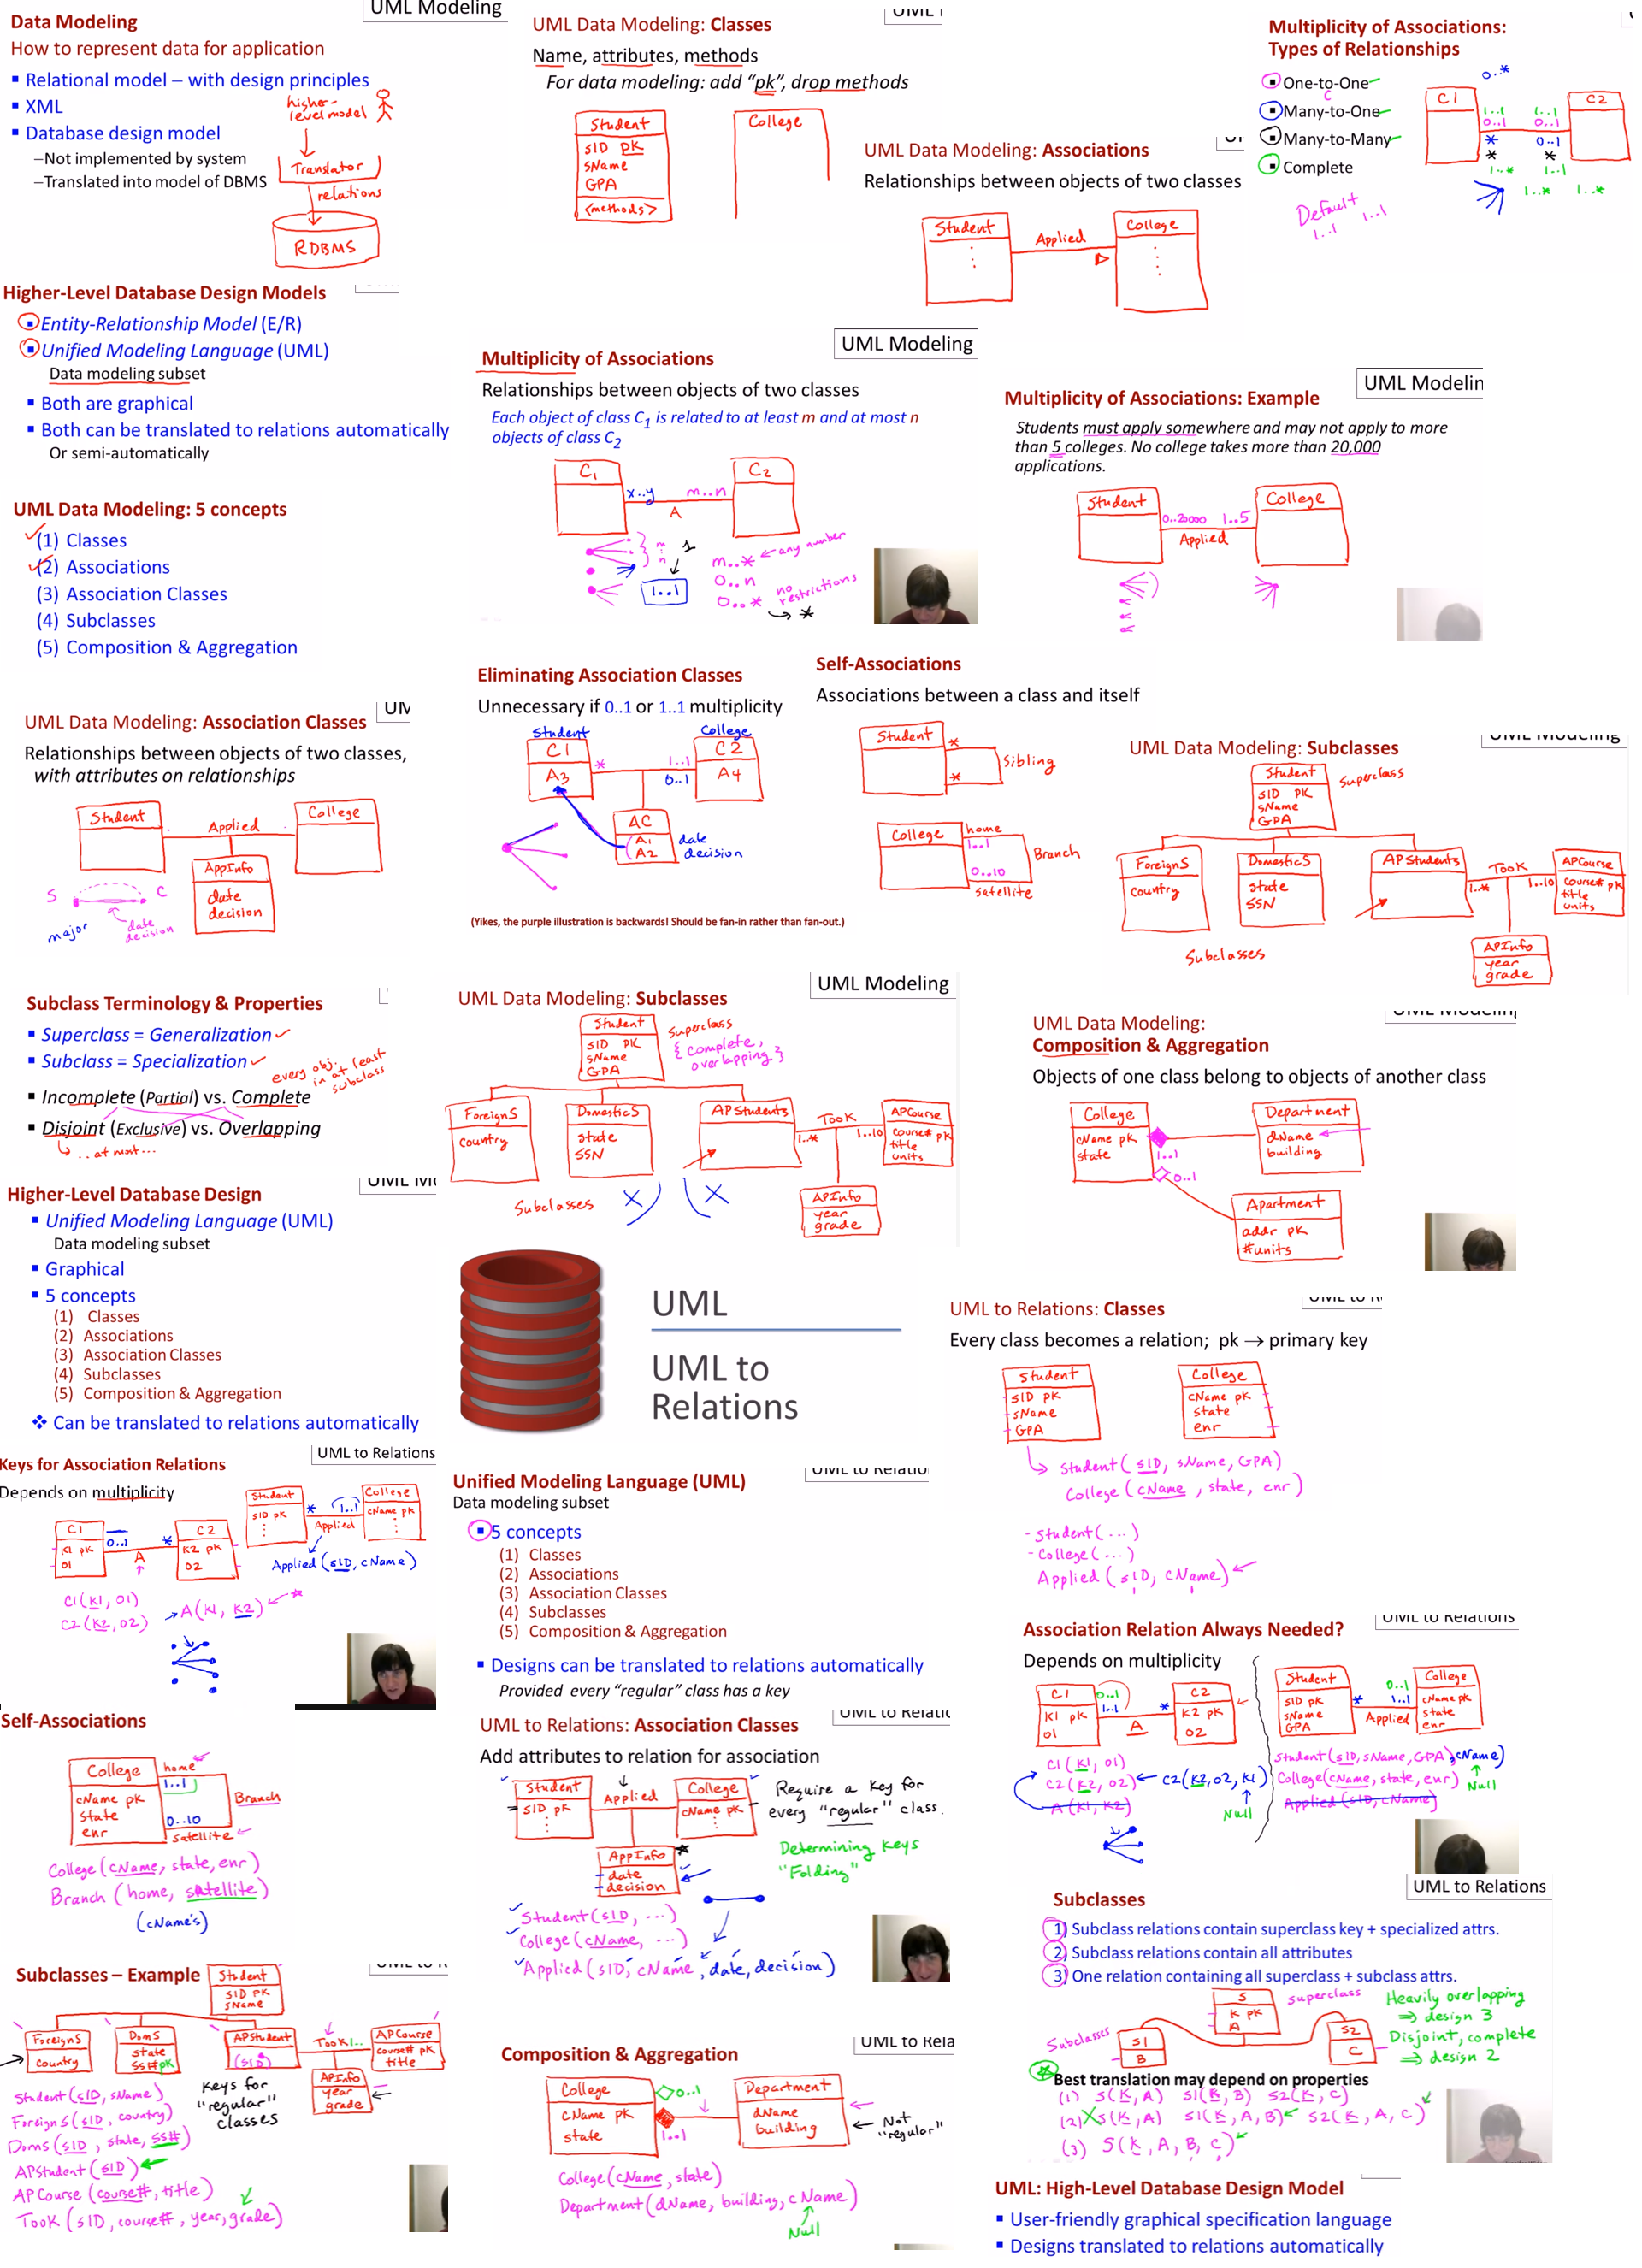 Data Modeling
How to represent data for application
▪ Relational model – with design principles
▪ XML
▪ Database design model
–Not implemented by system
–Translated into model of DBMS
higher-
level model
Translator
relations
RDBMS
UML Modeling
UML Data Modeling: Classes
Name, attributes, methods
For data modeling: add “pk”, drop methods
Student
sID pk
sName
GPA
<methods>
College
UML Data Modeling: Associations
Relationships between objects of two classes
Student
Applied
College
Multiplicity of Associations:
Types of Relationships
▪ One-to-One
▪ Many-to-One
▪ Many-to-Many
▪ Complete
0..*
C1
C2
1..1 1..1
0..1 0..1
* 0..1
* *
1..* 1..1
1..* 1..*
Default
1..1 1..1
Higher-Level Database Design Models
▪ Entity-Relationship Model (E/R)
▪ Unified Modeling Language (UML)
Data modeling subset
▪ Both are graphical
▪ Both can be translated to relations automatically
Or semi-automatically
UML Modeling
Multiplicity of Associations
Relationships between objects of two classes
Each object of class C1 is related to at least m and at most n
objects of class C2
C1
C2
x..y m..n
A
m
n
1
1..1
m..* ← any number
0..n
0..* no restrictions
→ *
UML Modelin
Multiplicity of Associations: Example
Students must apply somewhere and may not apply to more
than 5 colleges. No college takes more than 20,000
applications.
Student
College
0..20000 1..5
Applied
UML Data Modeling: 5 concepts
(1) Classes
(2) Associations
(3) Association Classes
(4) Subclasses
(5) Composition & Aggregation
UML Data Modeling: Association Classes
Relationships between objects of two classes,
with attributes on relationships
Student
Applied
College
AppInfo
date
decision
S C
major
date
decision
Eliminating Association Classes
Unnecessary if 0..1 or 1..1 multiplicity
Student
College
C1
A3
C2
A4
* 1..1
0..1
AC
A1
A2
date
decision
(Yikes, the purple illustration is backwards! Should be fan-in rather than fan-out.)
Self-Associations
Associations between a class and itself
Student
*
*
Sibling
College
home
1..1
Branch
0..10
satellite
UML Data Modeling: Subclasses
Student
sID PK
sName
GPA
Superclass
ForeignS
country
DomesticS
state
SSN
AP Students
Took
1..* 1..10
APCourse
course# pk
title
units
APInfo
year
grade
Subclasses
Subclass Terminology & Properties
▪ Superclass = Generalization
▪ Subclass = Specialization
every obj.
in at least
subclass
▪ Incomplete (Partial) vs. Complete
▪ Disjoint (Exclusive) vs. Overlapping
..at most...
UML Modeling
UML Data Modeling: Subclasses
Student
sID PK
sName
GPA
Superclass
{ complete,
overlapping }
ForeignS
country
DomesticS
state
SSN
AP Students
Took
1..* 1..10
APCourse
course# pk
title
units
APInfo
year
grade
Subclasses
UML Data Modeling:
Composition & Aggregation
Objects of one class belong to objects of another class
College
cName pk
state
1..1
0..1
Department
dName
building
Apartment
addr pk
#units
Higher-Level Database Design
▪ Unified Modeling Language (UML)
Data modeling subset
▪ Graphical
▪ 5 concepts
(1) Classes
(2) Associations
(3) Association Classes
(4) Subclasses
(5) Composition & Aggregation
❖ Can be translated to relations automatically
UML
UML to
Relations
UML to Relations: Classes
Every class becomes a relation; pk → primary key
Student
sID pk
sName
GPA
College
cName pk
state
enr
Student (sID, sName, GPA)
College (cName, state, enr)
- Student (...)
- College (...)
Applied (sID, cName)
UML to Relations
Keys for Association Relations
Depends on multiplicity
C1
K1 pk
O1
0..1 *
A
C2
K2 pk
O2
Student
sID pk
* 1..1
Applied
College
cName pk
Applied (sID, cName)
C1(K1, O1)
C2(K2, O2)
A(K1, K2)
Unified Modeling Language (UML)
Data modeling subset
▪ 5 concepts
(1) Classes
(2) Associations
(3) Association Classes
(4) Subclasses
(5) Composition & Aggregation
▪ Designs can be translated to relations automatically
Provided every “regular” class has a key
UML to Relations
Association Relation Always Needed?
Depends on multiplicity
C1
K1 pk
O1
0..1
1..1 *
A
C2
K2 pk
O2
C1 (K1, O1)
C2 (K2, O2) ← C2(K2, O2, K1)
A (K1, K2)
Null
Student
sID pk
sName
GPA
0..1
* 1..1
Applied
College
cName pk
state
enr
Student (sID, sName, GPA, cName)
College (cName, state, enr)
Null
Applied (sID, cName)
Self-Associations
College
cName pk
state
enr
home
1..1
Branch
0..10
satellite
College (cName, state, enr)
Branch (home, satellite)
(cName's)
UML to Relations: Association Classes
Add attributes to relation for association
Student
sID pk
Applied
College
cName pk
Require a key for
every "regular" class.
AppInfo
date
decision
Determining keys
"Folding"
Student (sID, ...)
College (cName, ...)
Applied (sID, cName, date, decision)
UML to Relations
Subclasses
1) Subclass relations contain superclass key + specialized attrs.
2) Subclass relations contain all attributes
3) One relation containing all superclass + subclass attrs.
S
K pk
A
superclass
Subclasses
S1
B
S2
C
Heavily overlapping
⇒ design 3
Disjoint, complete
⇒ design 2
Best translation may depend on properties
(1) S(K, A) S1(K, B) S2(K, C)
(2) S(K, A) S1(K, A, B) S2(K, A, C)
(3) S(K, A, B, C)
Subclasses – Example
Student
sID PK
sName
ForeignS
country
DomS
state
SS# pk
APStudent
(sID)
Took
1..
APCourse
course# pk
title
APInfo
year
grade
Keys for
"regular"
classes
Student (sID, sName)
ForeignS (sID, country)
DomS (sID, state, SS#)
APStudent (sID)
APCourse (course#, title)
Took (sID, course#, year, grade)
UML to Rela
Composition & Aggregation
College
cName pk
state
0..1
1..1
Department
dName
building
Not
"regular"
College (cName, state)
Department (dName, building, cName)
Null
UML: High-Level Database Design Model
▪ User-friendly graphical specification language
▪ Designs translated to relations automatically